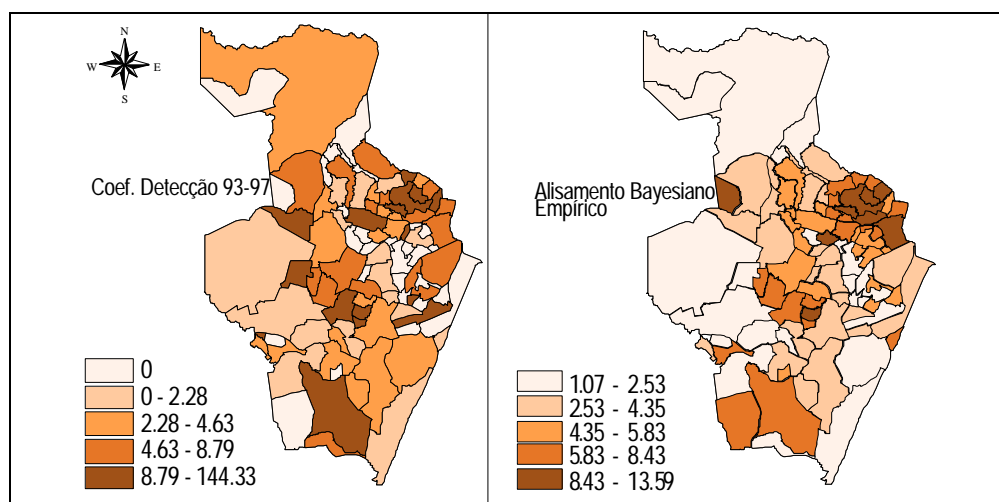 N
W E
S
Coef. Detecção 93-97
0
0 - 2.28
2.28 - 4.63
4.63 - 8.79
8.79 - 144.33
Alisamento Bayesiano
Empírico
1.07 - 2.53
2.53 - 4.35
4.35 - 5.83
5.83 - 8.43
8.43 - 13.59